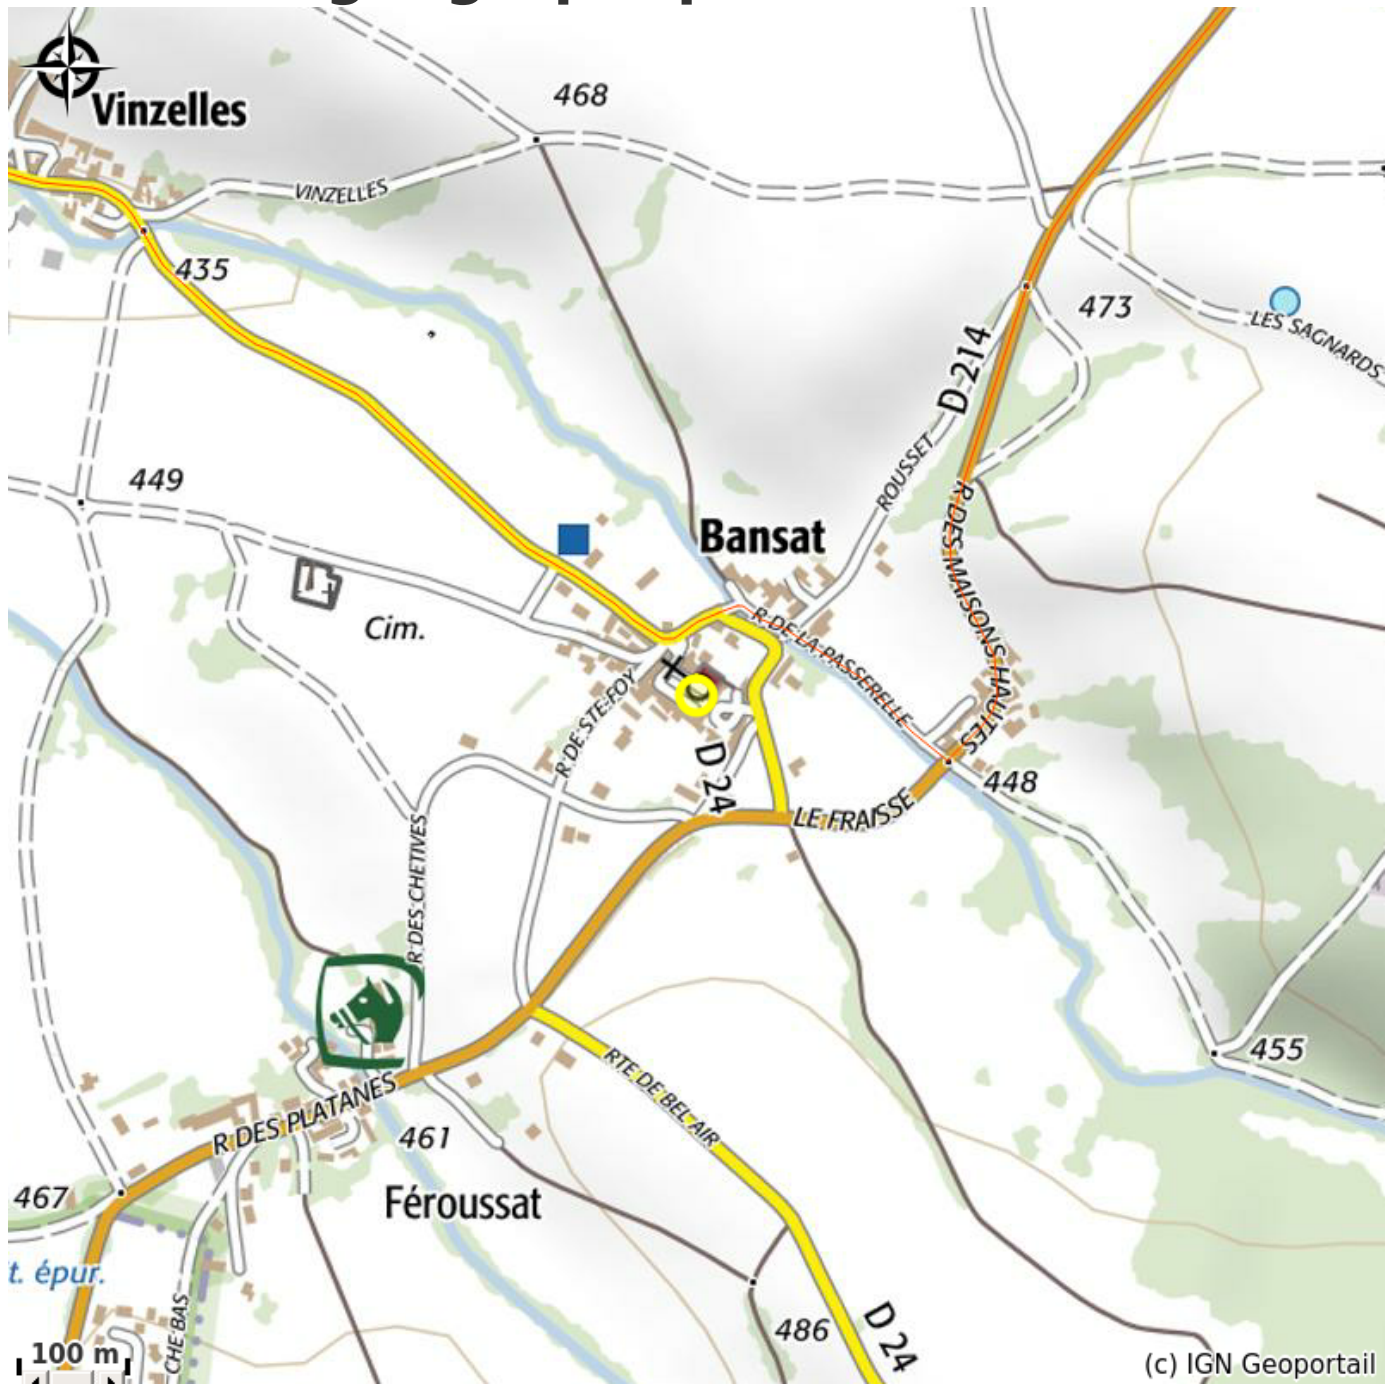 Vinzelles
468
VINZELLES
435
473
LES SAGNARDS
D 214
ROUSSET
449
Bansat
R DES MAISONS HAUTES
Cim.
R DE LA PASSERELLE
R DE STE-FOY
D 24
448
LE FRAISSE
R DES CHETIVES
455
RTE DE BEL AIR
R DES PLATANES
461
467
Féroussat
t. épur.
CHE BAS
486
D 24
100 m
(c) IGN Geoportail